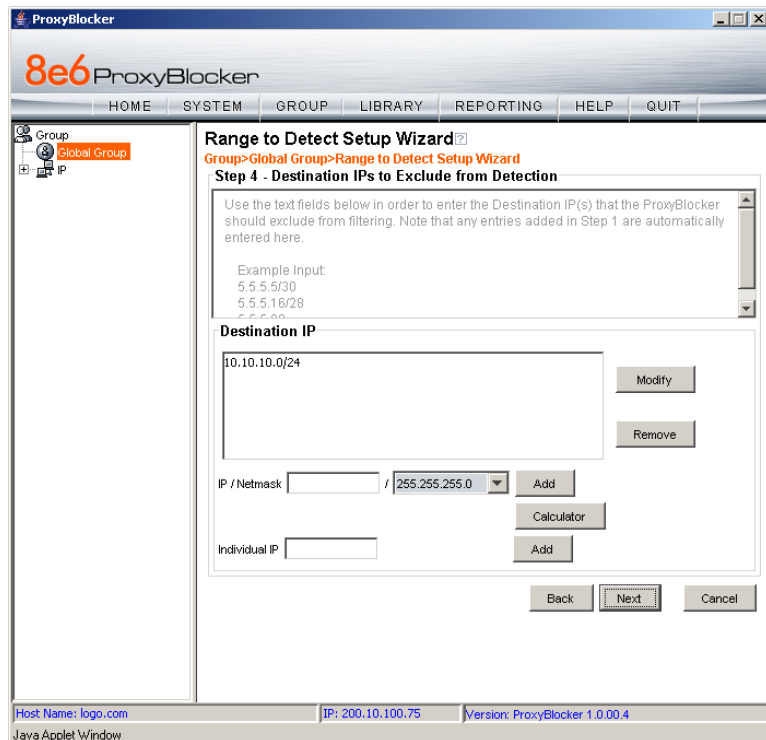 ProxyBlocker
8e6 ProxyBlocker
HOME SYSTEM GROUP LIBRARY REPORTING HELP QUIT
Group
Global Group
IP
Range to Detect Setup Wizard ?
Group>Global Group>Range to Detect Setup Wizard
Step 4 - Destination IPs to Exclude from Detection
Use the text fields below in order to enter the Destination IP(s) that the ProxyBlocker
should exclude from filtering. Note that any entries added in Step 1 are automatically
entered here.
Example Input:
5.5.5.5/30
5.5.5.16/28
Destination IP
10.10.10.0/24
Modify
Remove
IP / Netmask / 255.255.255.0 Add
Calculator
Individual IP Add
Back Next Cancel
Host Name: logo.com IP: 200.10.100.75 Version: ProxyBlocker 1.0.00.4
Java Applet Window